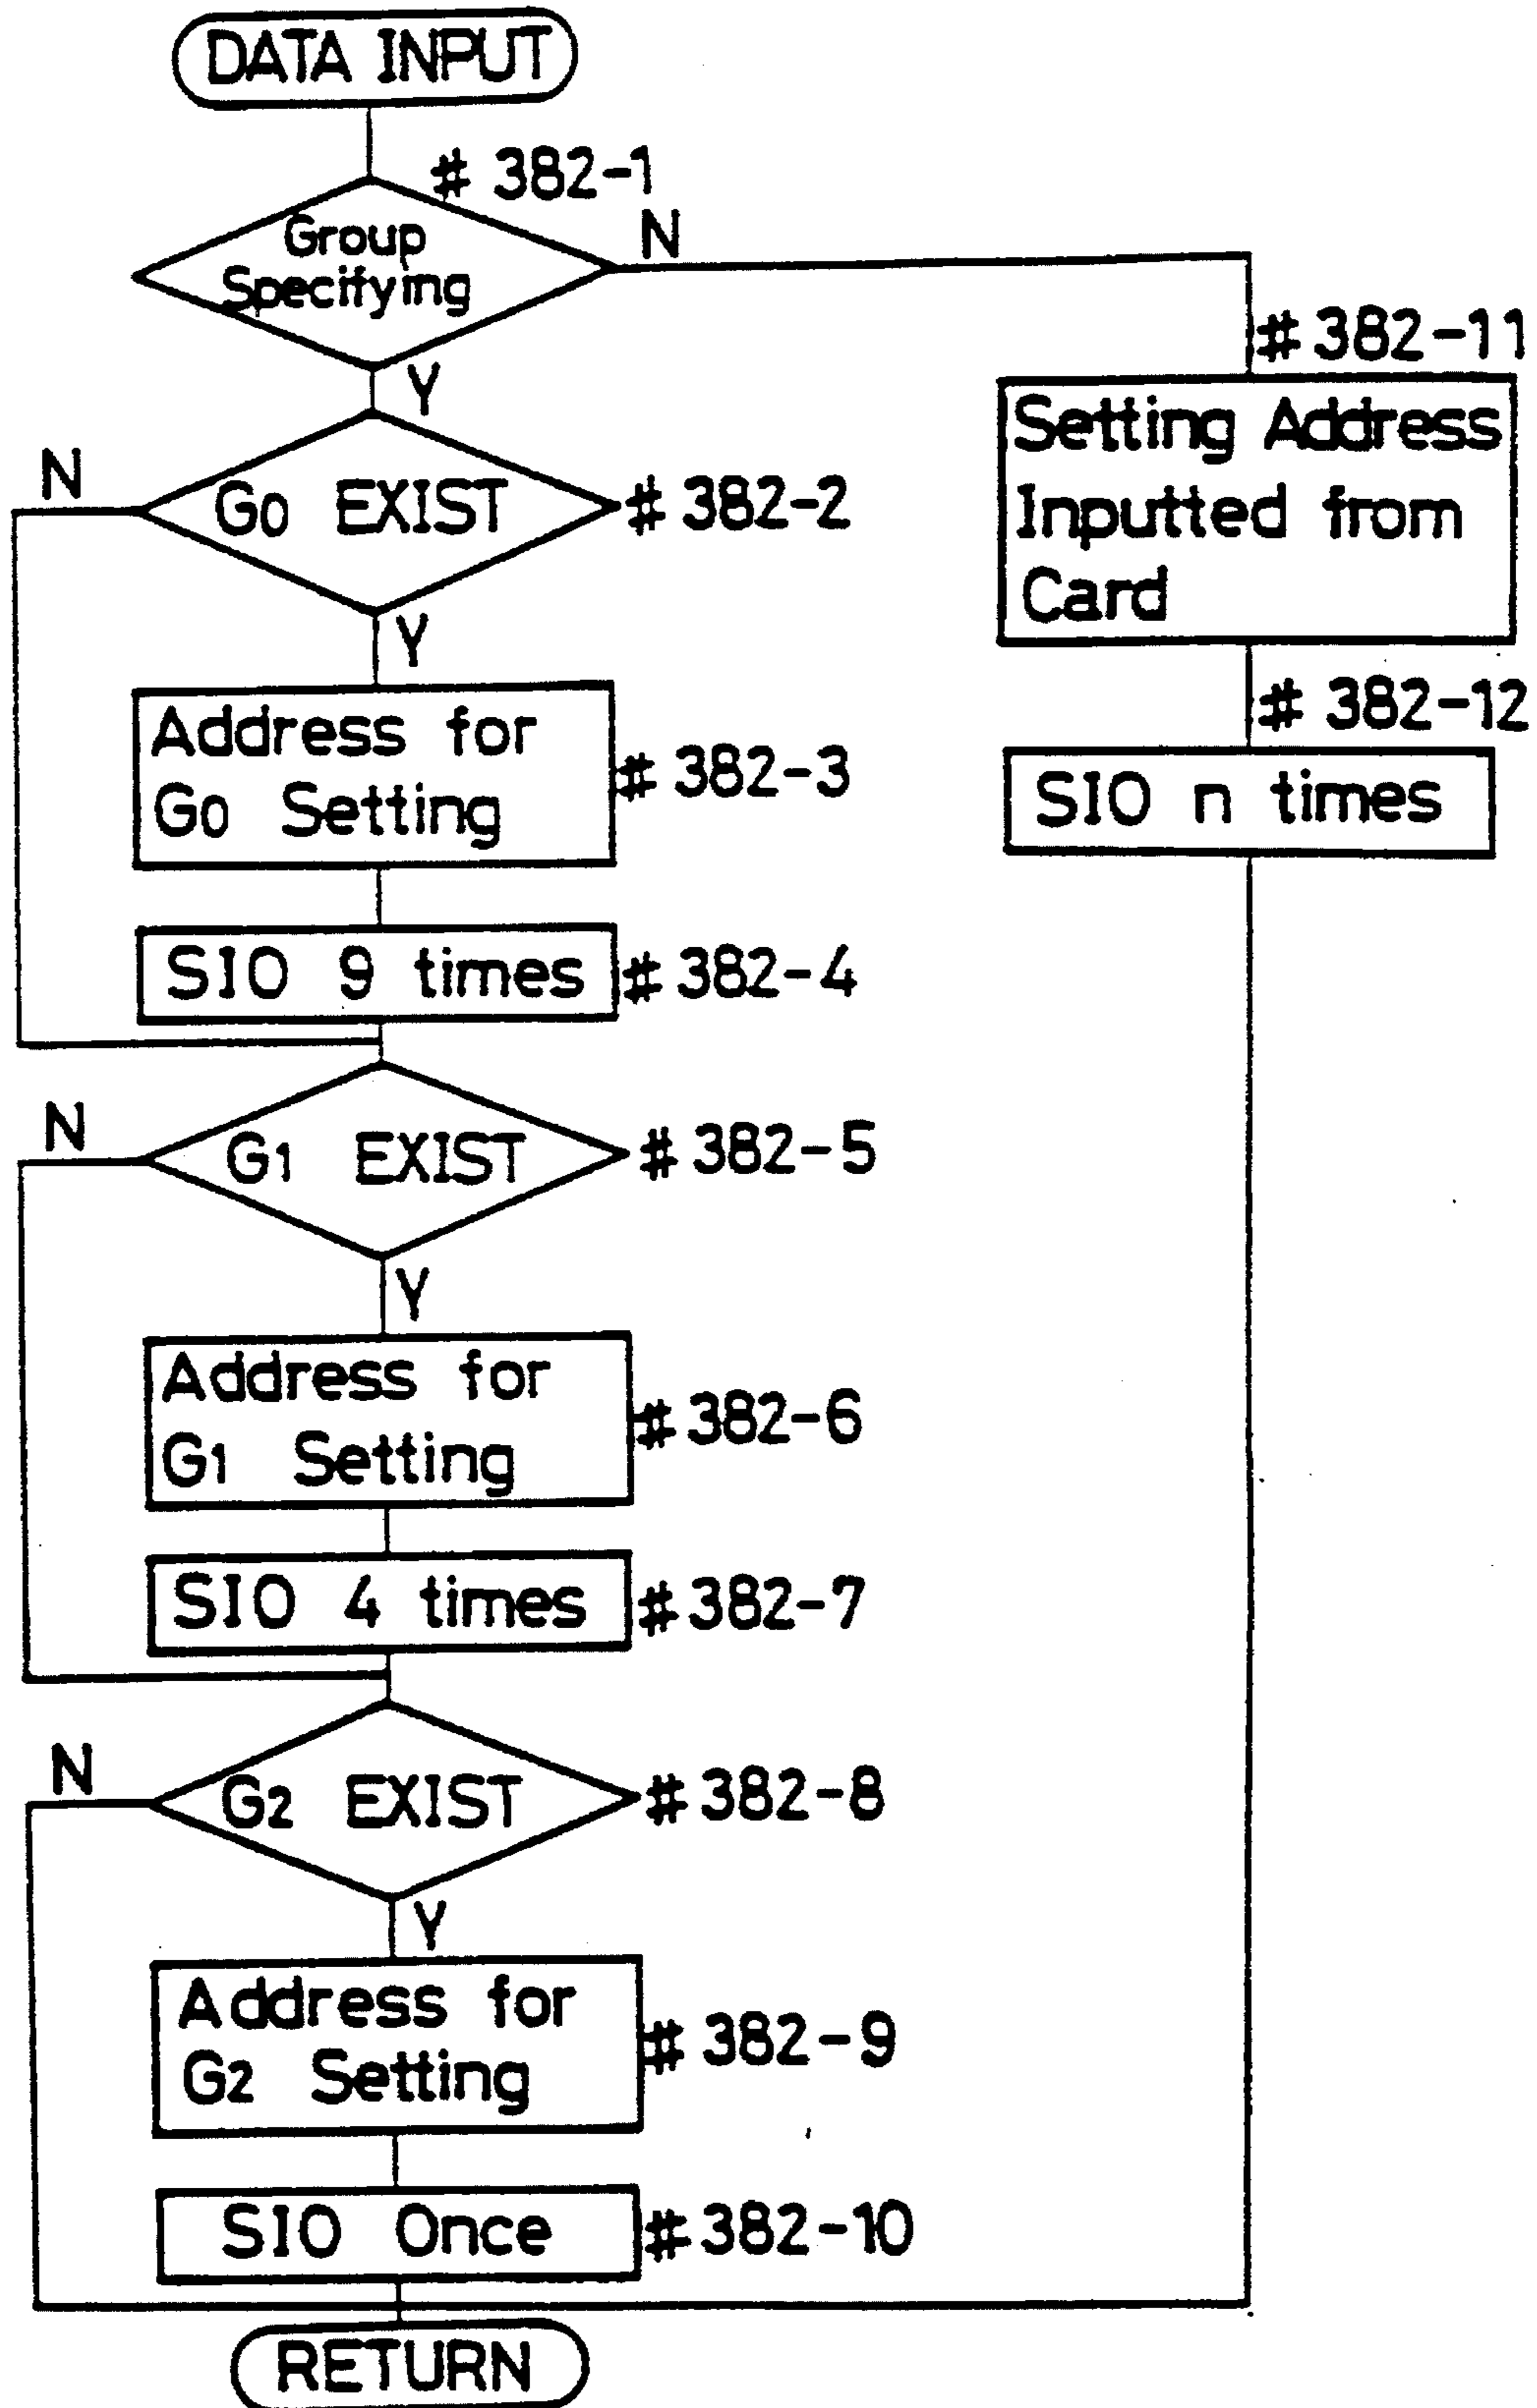 DATA INPUT
# 382-1
Group
Specifying
N
Y
N
G0 EXIST
# 382-2
Y
Address for
G0 Setting
# 382-3
SIO 9 times
# 382-4
N
G1 EXIST
# 382-5
Y
Address for
G1 Setting
# 382-6
SIO 4 times
# 382-7
N
G2 EXIST
# 382-8
Y
Address for
G2 Setting
# 382-9
SIO Once
# 382-10
# 382-11
Setting Address
Inputted from
Card
# 382-12
SIO n times
RETURN